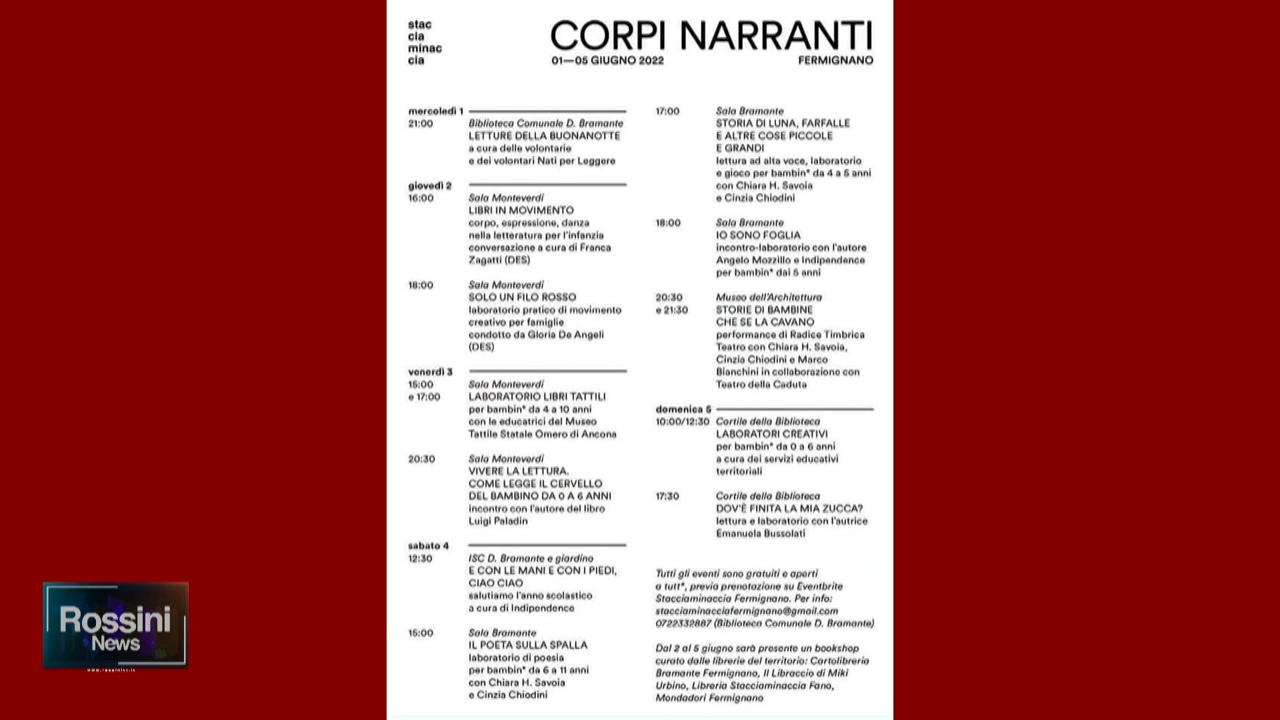 stac
cia
minac
cia
CORPI NARRANTI
01—05 GIUGNO 2022
FERMIGNANO
mercoledì 1
21:00
Biblioteca Comunale D. Bramante
LETTURE DELLA BUONANOTTE
a cura delle volontarie
e dei volontari Nati per Leggere
giovedì 2
16:00
Sala Monteverdi
LIBRI IN MOVIMENTO
corpo, espressione, danza
nella letteratura per l'infanzia
conversazione a cura di Franca
Zagatti (DES)
18:00
Sala Monteverdi
SOLO UN FILO ROSSO
laboratorio pratico di movimento
creativo per famiglie
condotto da Gloria De Angeli
(DES)
venerdì 3
15:00
e 17:00
Sala Monteverdi
LABORATORIO LIBRI TATTILI
per bambin* da 4 a 10 anni
con le educatrici del Museo
Tattile Statale Omero di Ancona
20:30
Sala Monteverdi
VIVERE LA LETTURA.
COME LEGGE IL CERVELLO
DEL BAMBINO DA 0 A 6 ANNI
incontro con l'autore del libro
Luigi Paladin
sabato 4
12:30
ISC D. Bramante e giardino
E CON LE MANI E CON I PIEDI,
CIAO CIAO
salutiamo l'anno scolastico
a cura di Indipendence
15:00
Sala Bramante
IL POETA SULLA SPALLA
laboratorio di poesia
per bambin* da 6 a 11 anni
con Chiara H. Savoia
e Cinzia Chiodini
17:00
Sala Bramante
STORIA DI LUNA, FARFALLE
E ALTRE COSE PICCOLE
E GRANDI
lettura ad alta voce, laboratorio
e gioco per bambin* da 4 a 5 anni
con Chiara H. Savoia
e Cinzia Chiodini
18:00
Sala Bramante
IO SONO FOGLIA
incontro-laboratorio con l'autore
Angelo Mozzillo e Indipendence
per bambin* dai 5 anni
20:30
e 21:30
Museo dell'Architettura
STORIE DI BAMBINE
CHE SE LA CAVANO
performance di Radice Timbrica
Teatro con Chiara H. Savoia,
Cinzia Chiodini e Marco
Bianchini in collaborazione con
Teatro della Caduta
domenica 5
10:00/12:30
Cortile della Biblioteca
LABORATORI CREATIVI
per bambin* da 0 a 6 anni
a cura dei servizi educativi
territoriali
17:30
Cortile della Biblioteca
DOV'È FINITA LA MIA ZUCCA?
lettura e laboratorio con l'autrice
Emanuela Bussolati
Tutti gli eventi sono gratuiti e aperti
a tutt*, previa prenotazione su Eventbrite
Stacciaminaccia Fermignano. Per info:
stacciaminacciafermignano@gmail.com
0722332887 (Biblioteca Comunale D. Bramante)
Dal 2 al 5 giugno sarà presente un bookshop
curato dalle librerie del territorio: Cartolibreria
Bramante Fermignano, Il Libraccio di Miki
Urbino, Libreria Stacciaminaccia Fano,
Mondadori Fermignano
Rossini
News
www.rossinitv.it